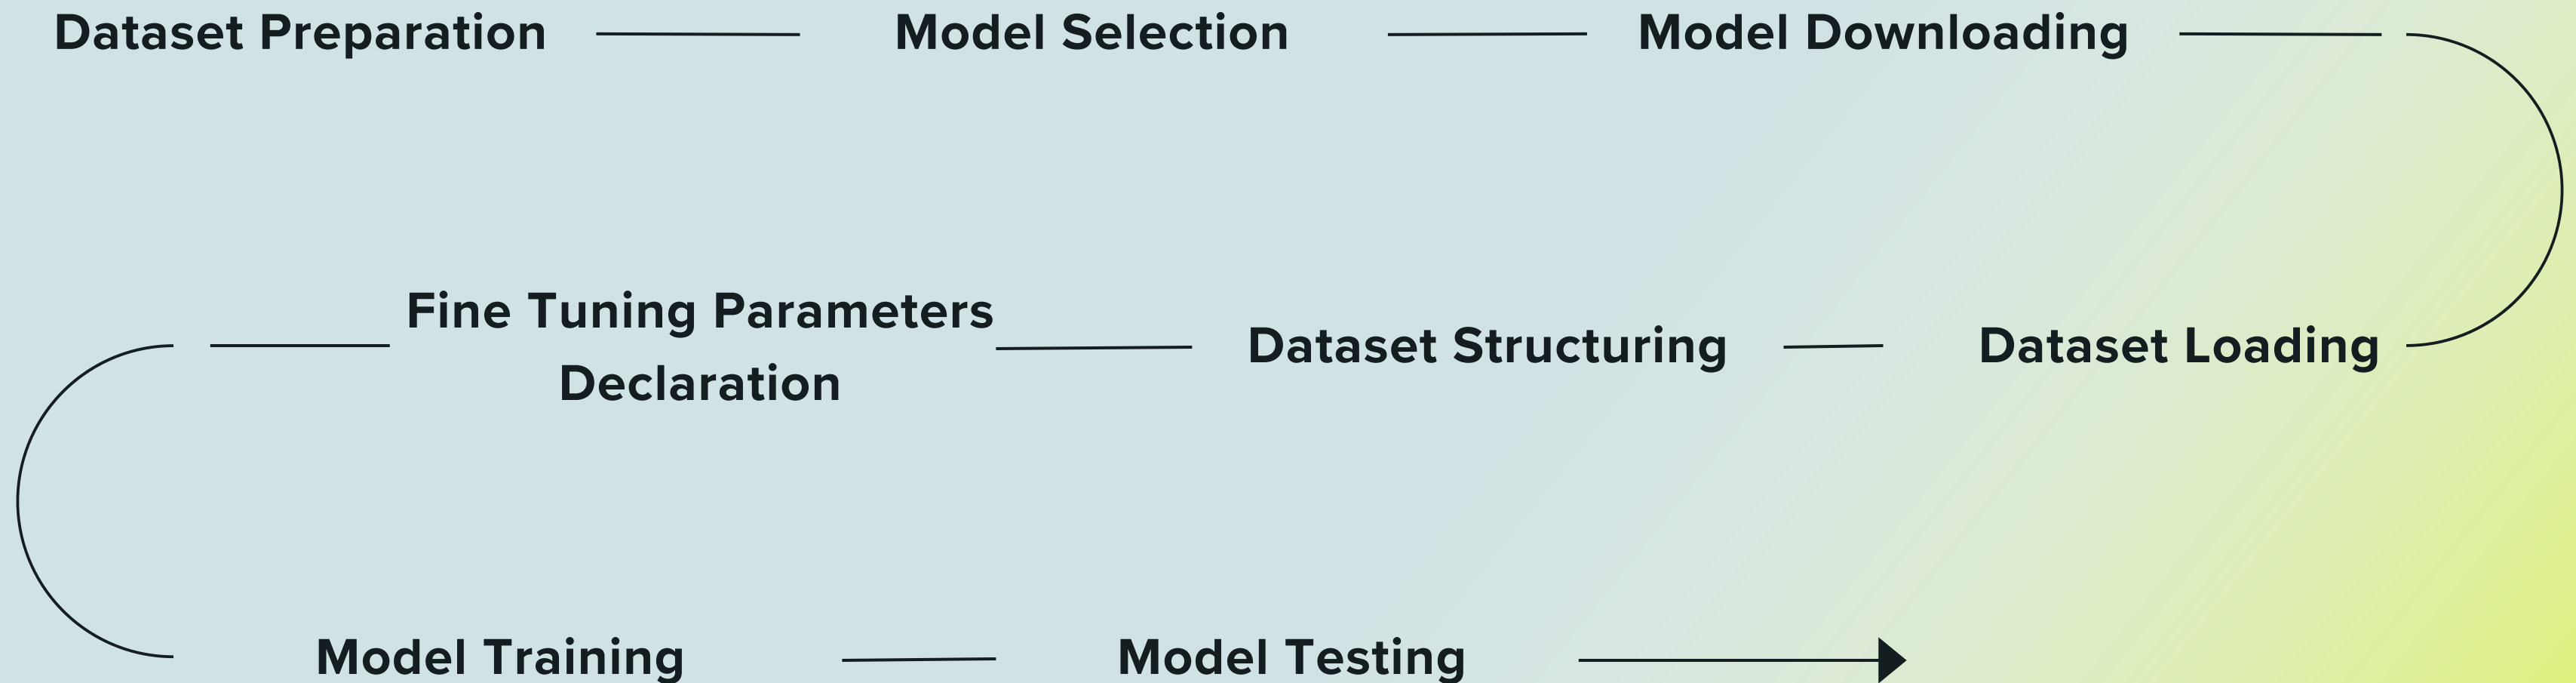 Dataset Preparation
Model Selection
Model Downloading
Dataset Loading
Dataset Structuring
Fine Tuning Parameters
Declaration
Model Training
Model Testing